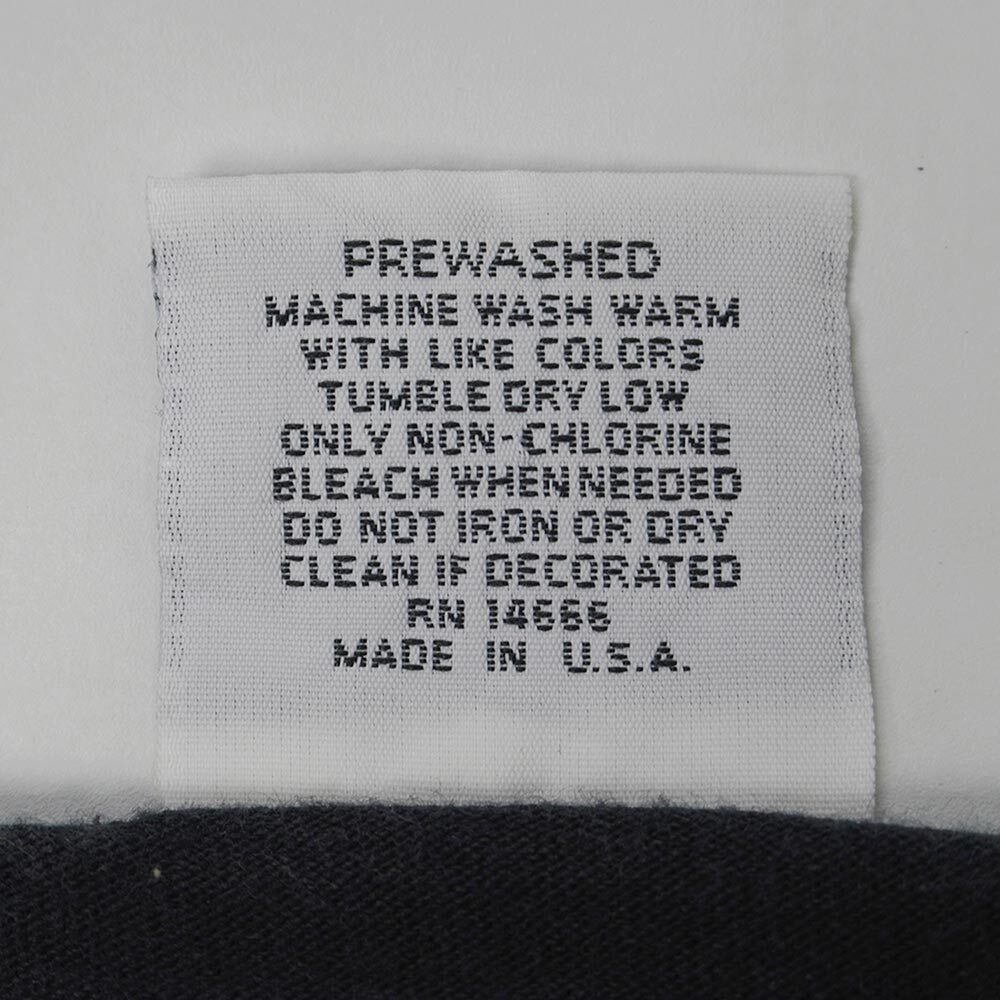 PREWASHED
MACHINE WASH WARM
WITH LIKE COLORS
TUMBLE DRY LOW
ONLY NON-CHLORINE
BLEACH WHEN NEEDED
DO NOT IRON OR DRY
CLEAN IF DECORATED
RN 14666
MADE IN U.S.A.